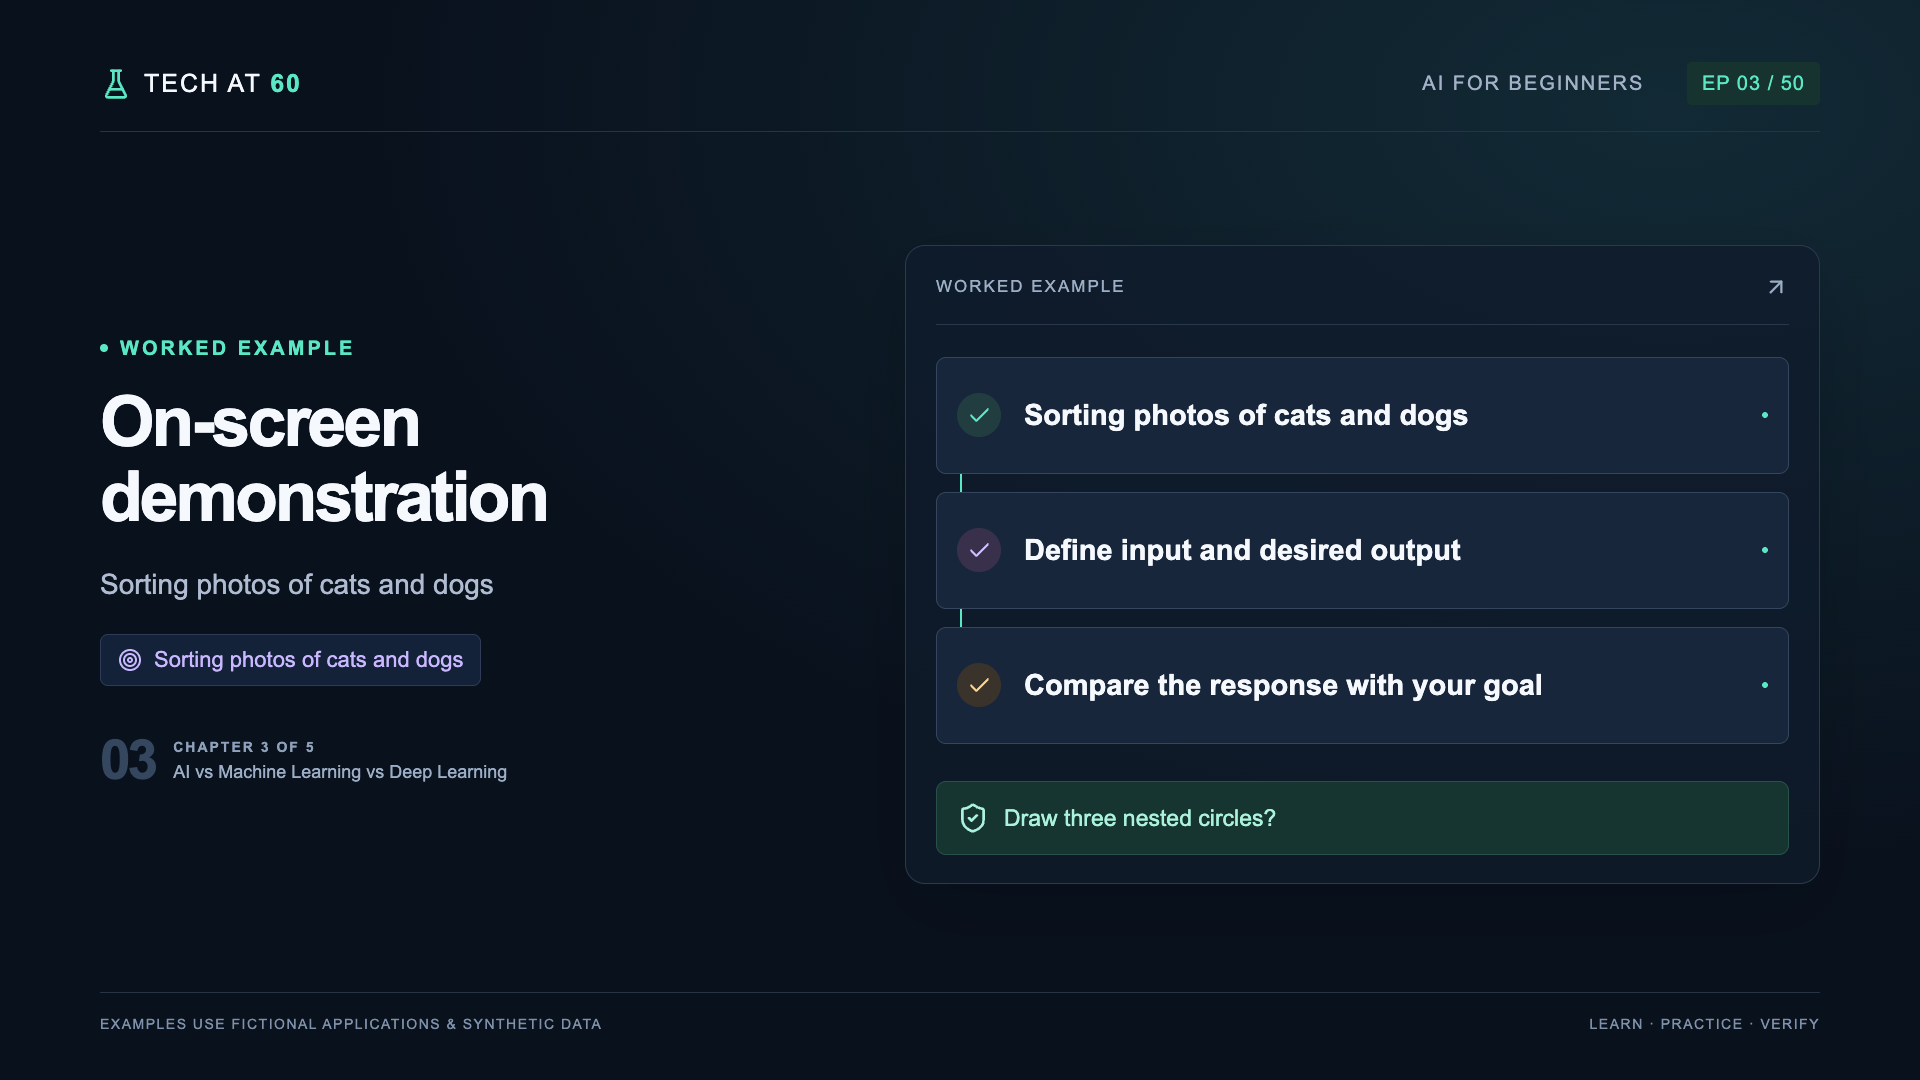 TECH AT 60
AI FOR BEGINNERS
EP 03 / 50
WORKED EXAMPLE
On-screen
demonstration
Sorting photos of cats and dogs
Sorting photos of cats and dogs
03
CHAPTER 3 OF 5
AI vs Machine Learning vs Deep Learning
WORKED EXAMPLE
Sorting photos of cats and dogs
Define input and desired output
Compare the response with your goal
Draw three nested circles?
EXAMPLES USE FICTIONAL APPLICATIONS & SYNTHETIC DATA
LEARN · PRACTICE · VERIFY